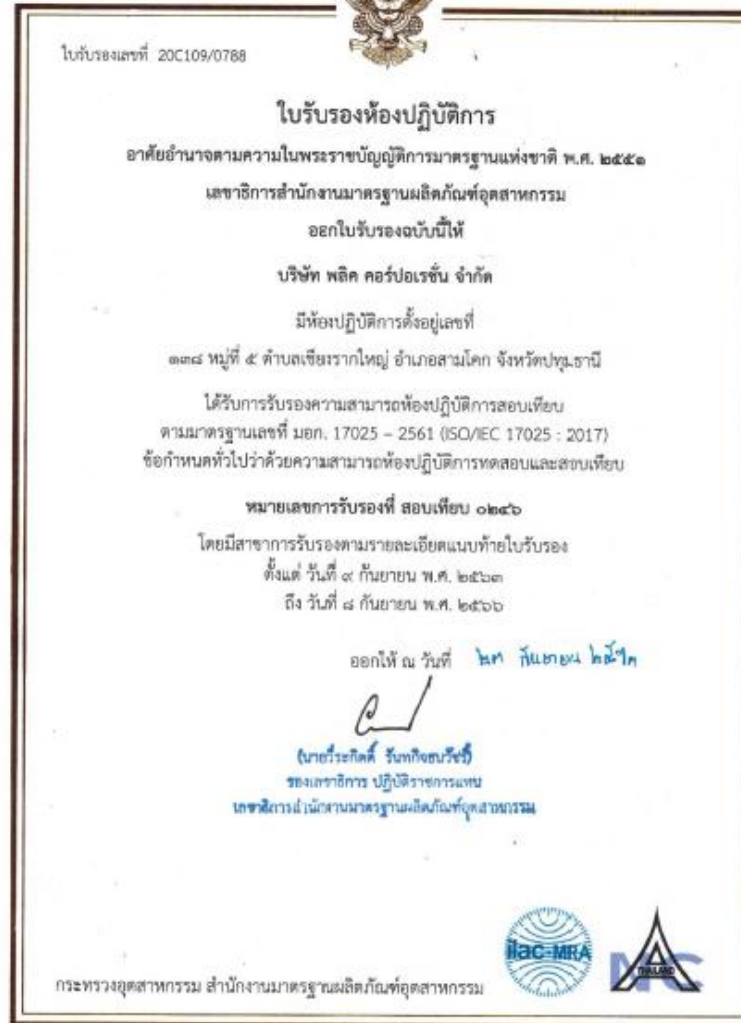 ใบรับรองเลขที่ 20C109/0788
ใบรับรองห้องปฏิบัติการ
อาศัยอำนาจตามความในพระราชบัญญัติการมาตรฐานแห่งชาติ พ.ศ. ๒๕๕๑
เลขาธิการสำนักงานมาตรฐานผลิตภัณฑ์อุตสาหกรรม
ออกใบรับรองฉบับนี้ให้
บริษัท พลิค คอร์ปอเรชั่น จำกัด
มีห้องปฏิบัติการตั้งอยู่เลขที่
๑๓๘ หมู่ที่ ๕ ตำบลเชียงรากใหญ่ อำเภอสามโคก จังหวัดปทุมธานี
ได้รับการรับรองความสามารถห้องปฏิบัติการสอบเทียบ
ตามมาตรฐานเลขที่ มอก. 17025 – 2561 (ISO/IEC 17025 : 2017)
ข้อกำหนดทั่วไปว่าด้วยความสามารถห้องปฏิบัติการทดสอบและสอบเทียบ
หมายเลขการรับรองที่ สอบเทียบ ๐๒๔๖
โดยมีสาขาการรับรองตามรายละเอียดแนบท้ายใบรับรอง
ตั้งแต่ วันที่ ๙ กันยายน พ.ศ. ๒๕๖๓
ถึง วันที่ ๘ กันยายน พ.ศ. ๒๕๖๖
ออกให้ ณ วันที่ ๒๓ กันยายน ๒๕๖๓
(นายวีระกิตติ์ รันทกิจธนวัชร์)
รองเลขาธิการ ปฏิบัติราชการแทน
เลขาธิการสำนักงานมาตรฐานผลิตภัณฑ์อุตสาหกรรม
ilac-MRA
NC
THAILAND
กระทรวงอุตสาหกรรม สำนักงานมาตรฐานผลิตภัณฑ์อุตสาหกรรม